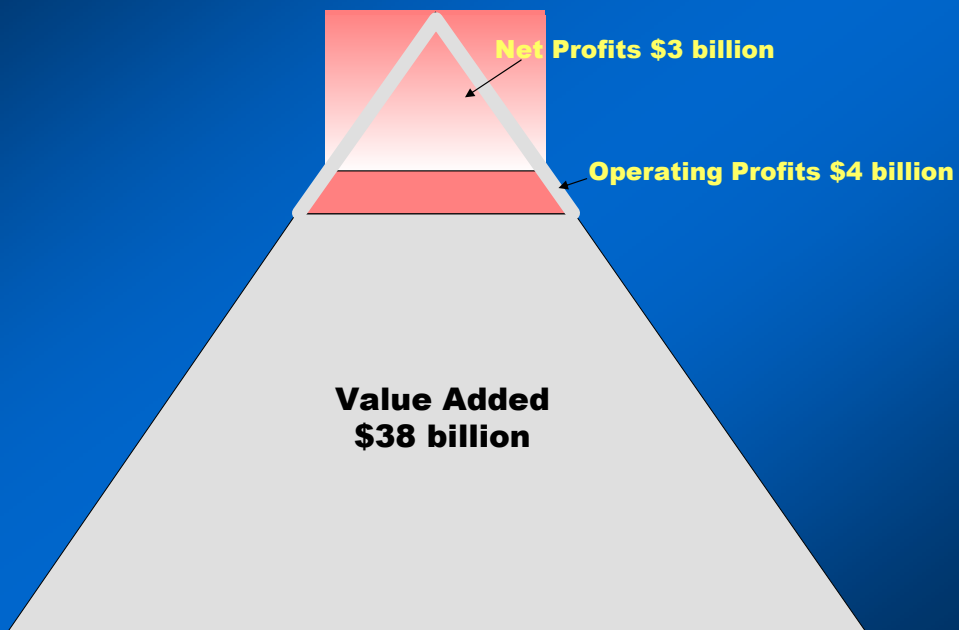 Net Profits $3 billion
Operating Profits $4 billion
Value Added
$38 billion